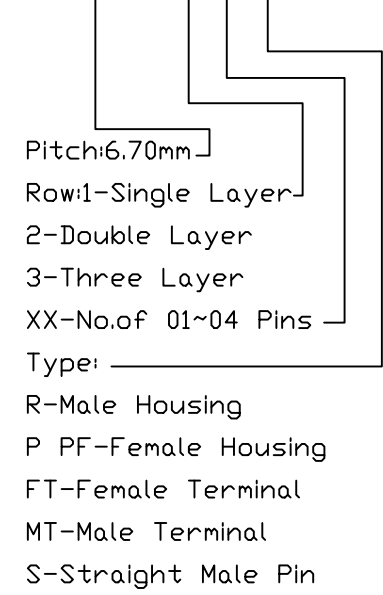 Pitch:6.70mm
Row:1-Single Layer
2-Double Layer
3-Three Layer
XX-No.of 01~04 Pins
Type:
R-Male Housing
P PF-Female Housing
FT-Female Terminal
MT-Male Terminal
S-Straight Male Pin